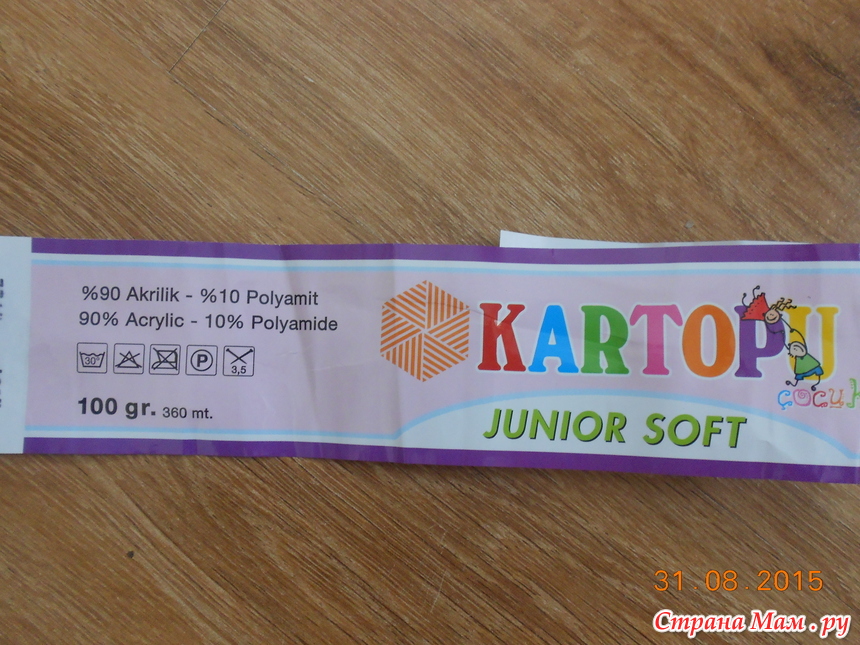 %90 Akrilik - %10 Polyamit
90% Acrylic - 10% Polyamide
30°
P
3,5
100 gr. 360 mt.
KARTOPU
çocuk
JUNIOR SOFT
31.08.2015
Страна Мам.ру